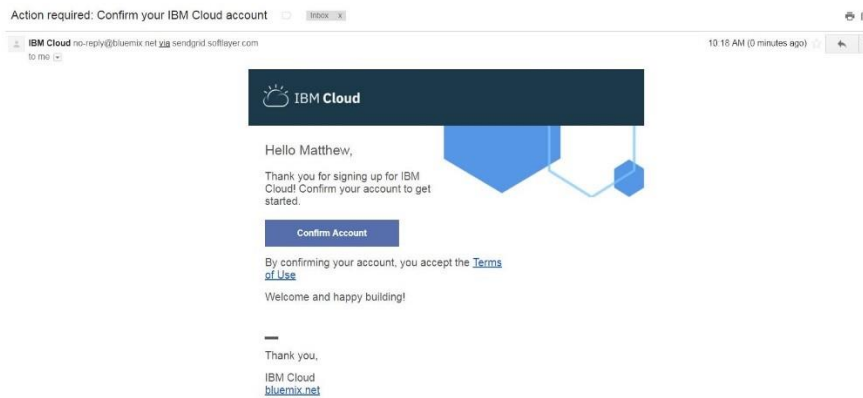 Action required: Confirm your IBM Cloud account
Inbox x
IBM Cloud no-reply@bluemix.net via sendgrid.softlayer.com
10:18 AM (0 minutes ago)
to me
IBM Cloud
Hello Matthew,
Thank you for signing up for IBM
Cloud! Confirm your account to get
started.
Confirm Account
By confirming your account, you accept the Terms
of Use
Welcome and happy building!
Thank you,
IBM Cloud
bluemix.net